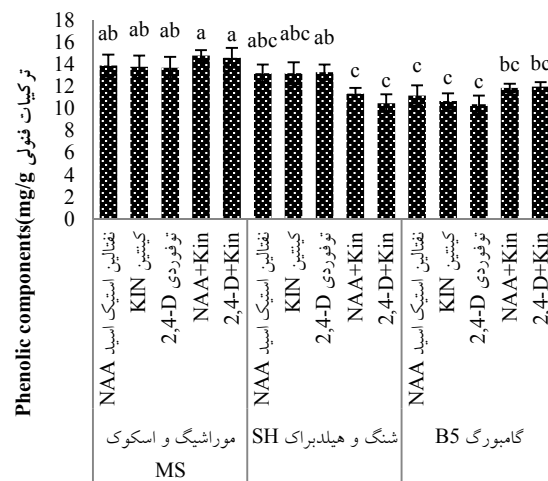 Phenolic components(mg/g ترکیبات فنولی
18
16
14
12
10
8
6
4
2
0
ab ab ab a a abc abc ab c c c c c bc bc
نفتالین استیک اسید NAA
کینتین KIN
توفوردی 2,4-D
NAA+Kin
2,4-D+Kin
نفتالین استیک اسید NAA
کینتین KIN
توفوردی 2,4-D
NAA+Kin
2,4-D+Kin
نفتالین استیک اسید NAA
کینتین KIN
توفوردی 2,4-D
NAA+Kin
2,4-D+Kin
موراشیگ و اسکوک
MS
شنگ و هیلدبراک SH
گامبورگ B5